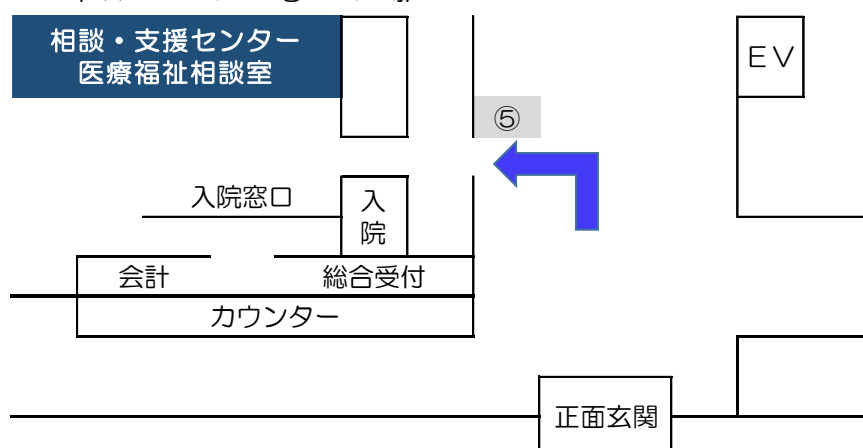 相談・支援センター
医療福祉相談室
EV
⑤
入院窓口
入
院
会計
総合受付
カウンター
正面玄関